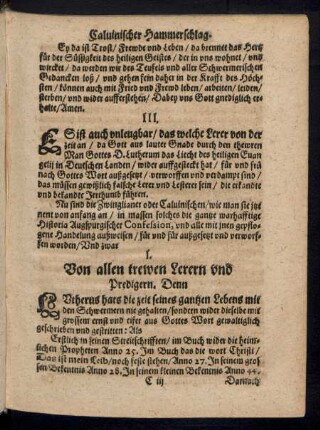 Caluinischer Hammerschlag.
Ey da ist Trost / Frewde vnd Leben / da brennet das Hertz
für der Süssigkeit des heiligen Geistes / der in vns wohnet / vnd
wircket / da werden wir des Teufels vnd aller Schwermerischen
Gedancken loß / vnd gehen fein daher in der Krafft des Höch-
sten / können auch mit Fried vnd Frewd leben / arbeiten / leiden /
sterben / vnd wider aufferstehen / Dabey vns Gott gnediglich er-
halte / Amen.
III.
ES ist auch vnleugbar / das welche Lerer von der
zeit an / da Gott aus lauter Gnade durch den thewren
Man Gottes D. Lutherum das Liecht des heiligen Euan-
gelij in Deutschen Landen / wider auffgesteckt hat / für vnd
nach Gottes Wort außgesetzt / verworffen vnd verdampt sind /
das müssen gewißlich falsche Lerer vnd Lesterer sein / die erkandte
vnd bekandte Jrrthumb führen.
Nu sind die Zwinglianer oder Caluinischen / wie man sie jtzt
nennet von anfang an / in massen solches die gantze warhafftige
Historia Augspurgischer Confession, vnd alle mit jnen gepflo-
gene Handelung außweisen / für vnd für außgesetzt vnd verworf-
fen worden / Vnd zwar
I.
Von allen trewen Lerern vnd
Predigern. Denn
LVtherus hats die zeit seines gantzen Lebens mit
den Schwermern nie gehalten / sondern wider dieselbe mit
grossem ernst vnd eifer aus Gottes Wort gewaltiglich
geschrieben vnd gestritten: Als
Erstlich in seinen Streitschrifften / im Buch wider die himm-
lischen Propheten Anno 25. Jm Buch das die wort Christi /
Das ist mein Leib / noch feste stehen / Anno 27. Jn seinem gros-
sen Bekentnis Anno 28. Jn seinem kleinen Bekentnis Anno 44.
C iij Darnach